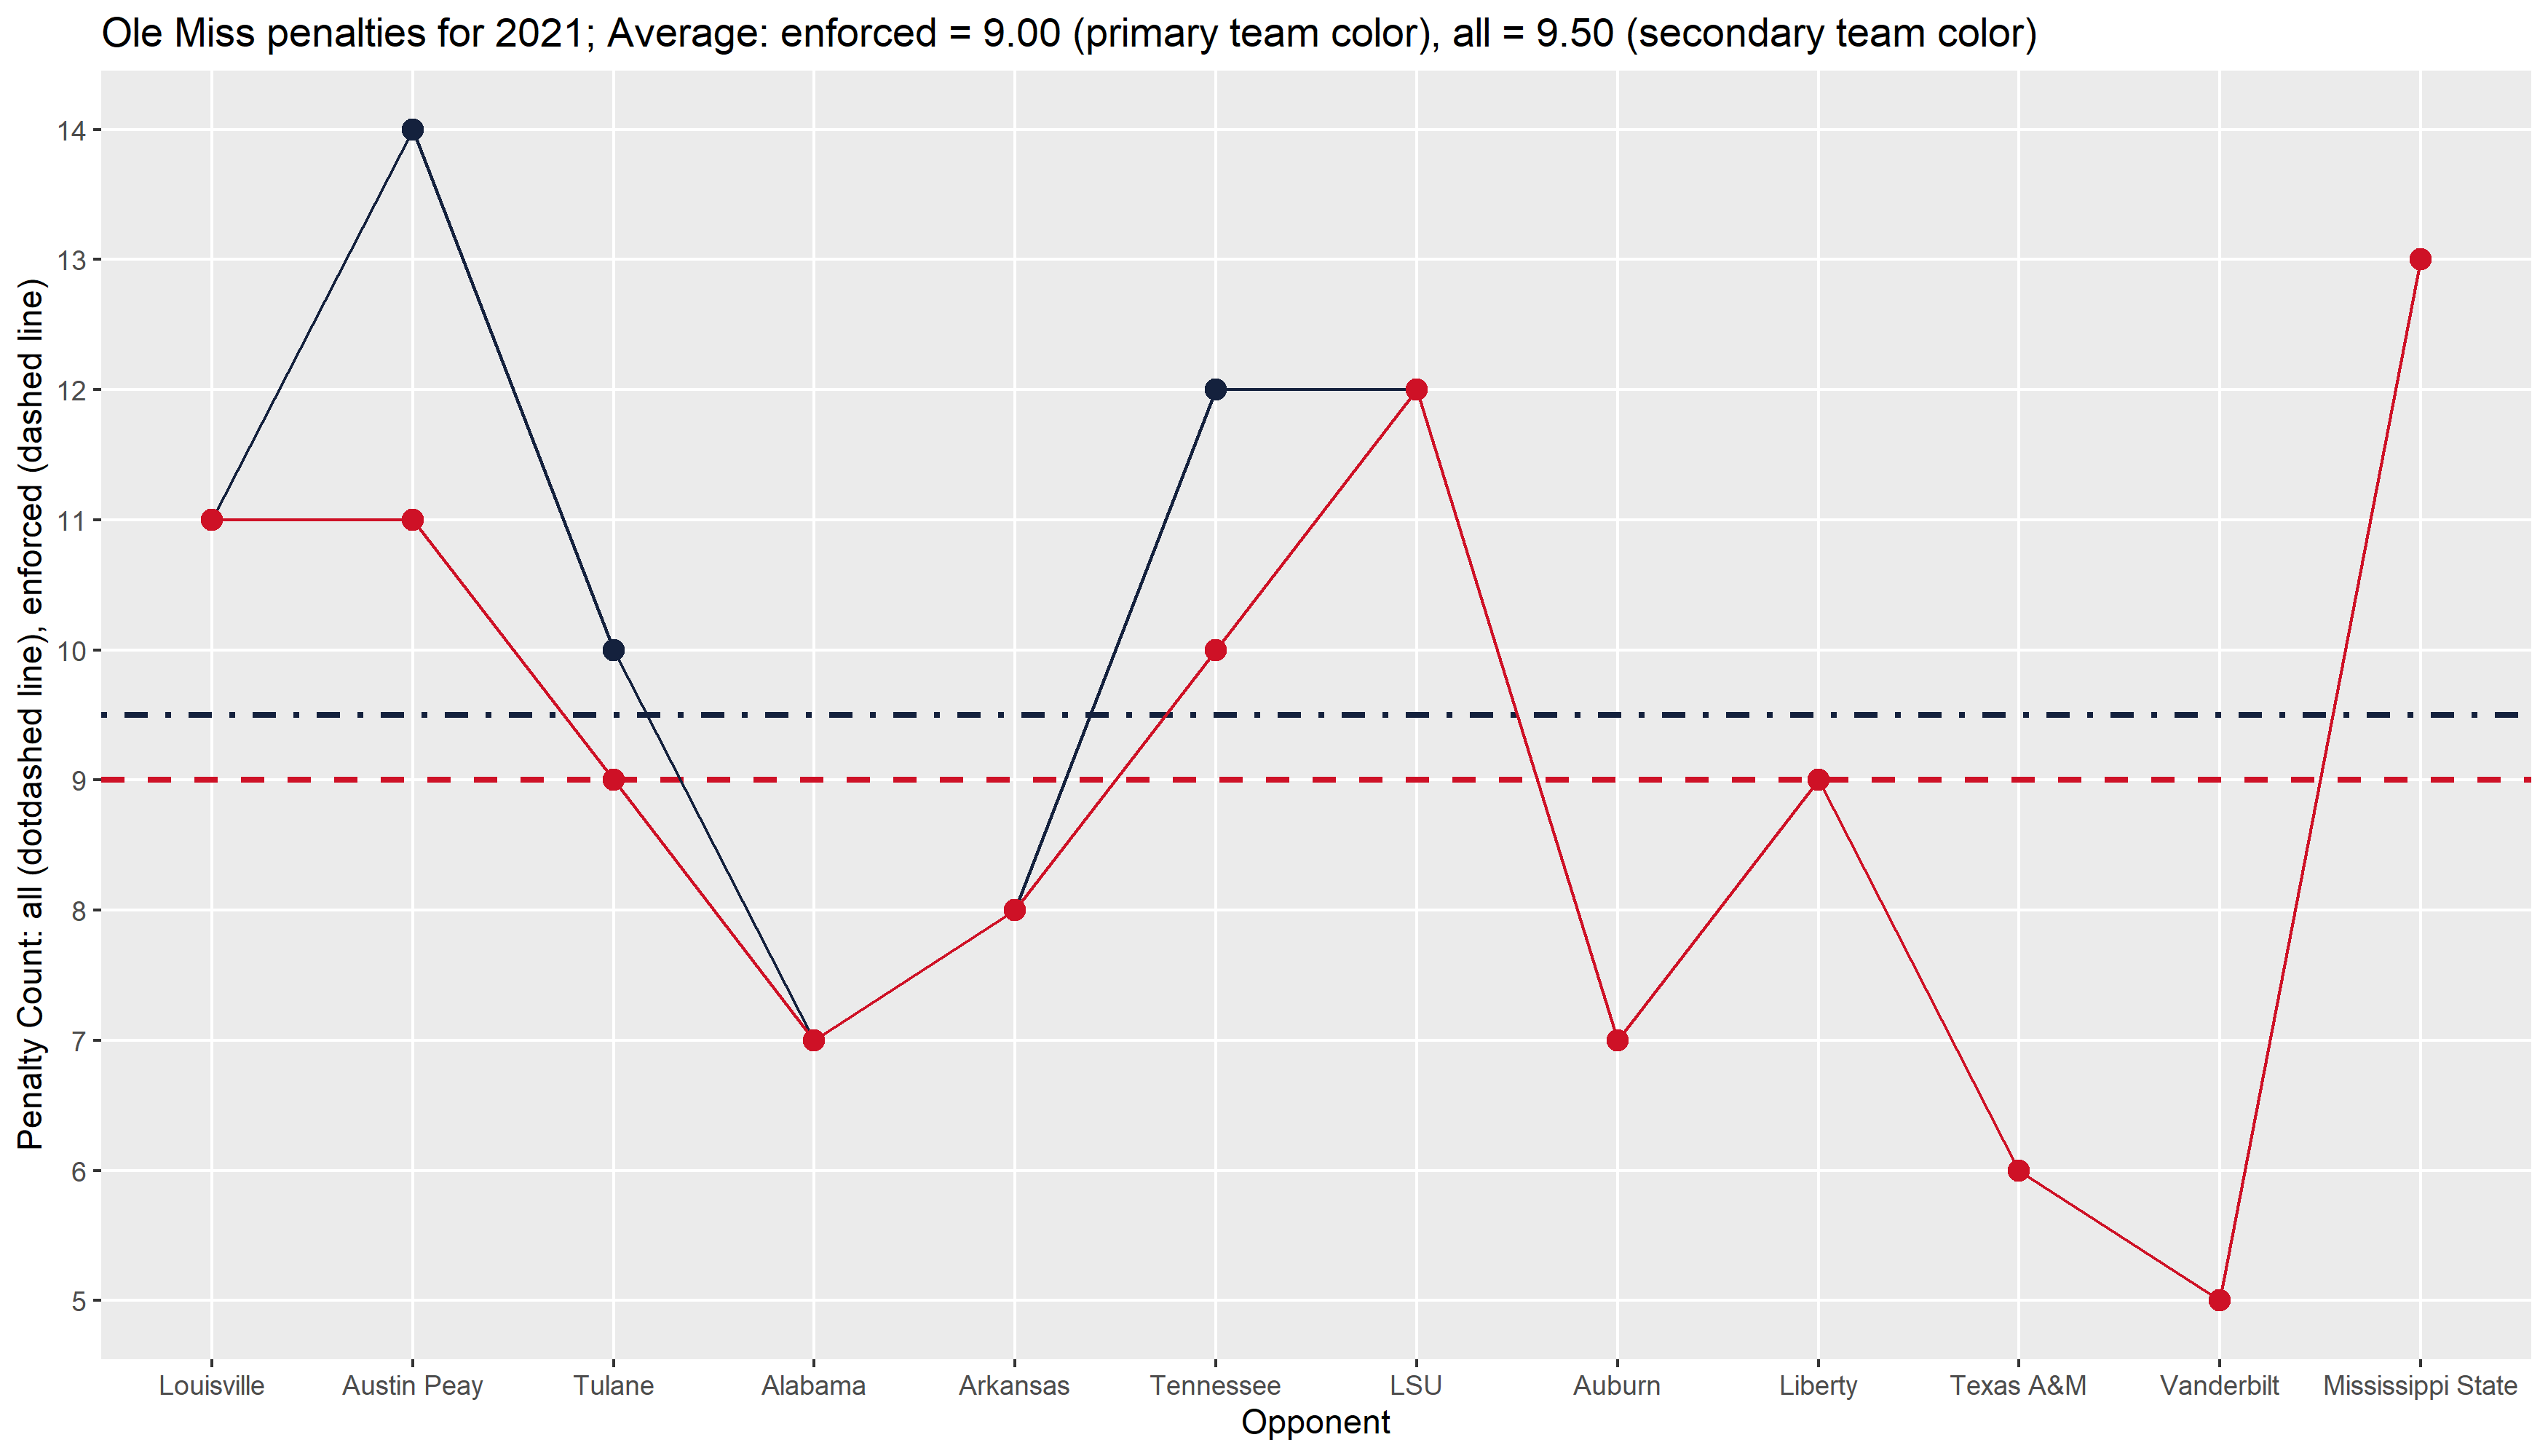 Ole Miss penalties for 2021; Average: enforced = 9.00 (primary team color), all = 9.50 (secondary team color)
Penalty Count: all (dotdashed line), enforced (dashed line)
14
13
12
11
10
9
8
7
6
5
Louisville Austin Peay Tulane Alabama Arkansas Tennessee LSU Auburn Liberty Texas A&M Vanderbilt Mississippi State
Opponent